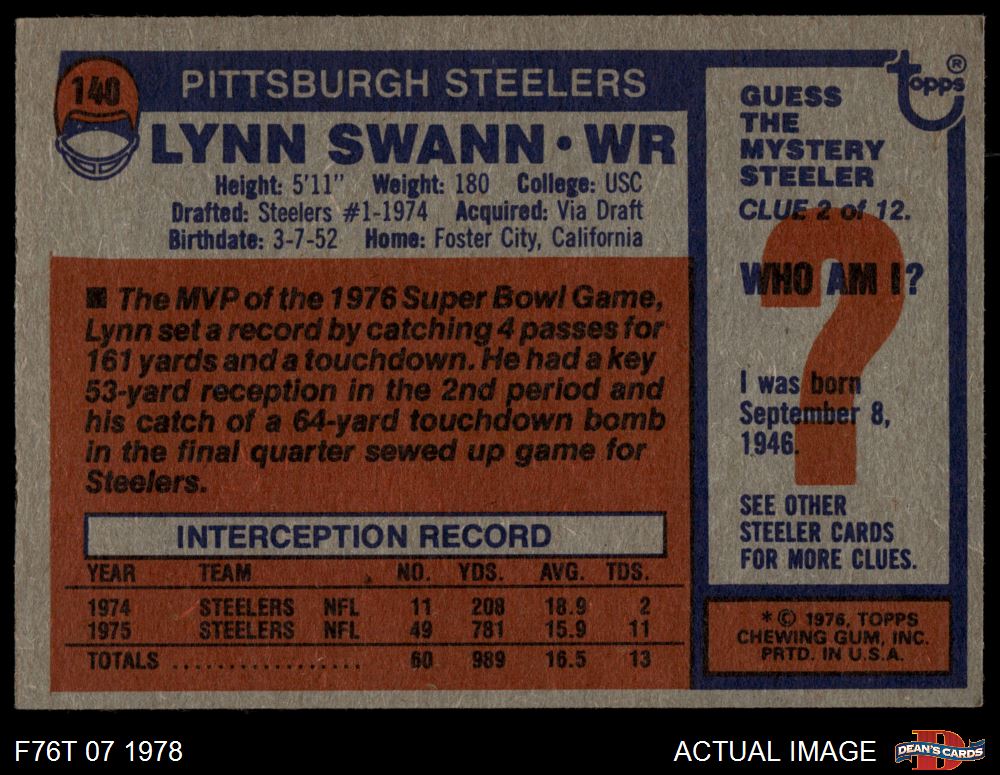 140
PITTSBURGH STEELERS
LYNN SWANN • WR
Height: 5'11" Weight: 180 College: USC
Drafted: Steelers #1-1974 Acquired: Via Draft
Birthdate: 3-7-52 Home: Foster City, California
■ The MVP of the 1976 Super Bowl Game,
Lynn set a record by catching 4 passes for
161 yards and a touchdown. He had a key
53-yard reception in the 2nd period and
his catch of a 64-yard touchdown bomb
in the final quarter sewed up game for
Steelers.
INTERCEPTION RECORD
YEAR TEAM NO. YDS. AVG. TDS.
1974 STEELERS NFL 11 208 18.9 2
1975 STEELERS NFL 49 781 15.9 11
TOTALS .................. 60 989 16.5 13
topps ®
GUESS
THE
MYSTERY
STEELER
CLUE 2 of 12.
?
WHO AM I?
I was born
September 8,
1946.
SEE OTHER
STEELER CARDS
FOR MORE CLUES.
* © 1976, TOPPS
CHEWING GUM, INC.
PRTD. IN U.S.A.
F76T 07 1978
ACTUAL IMAGE
DEAN'S CARDS